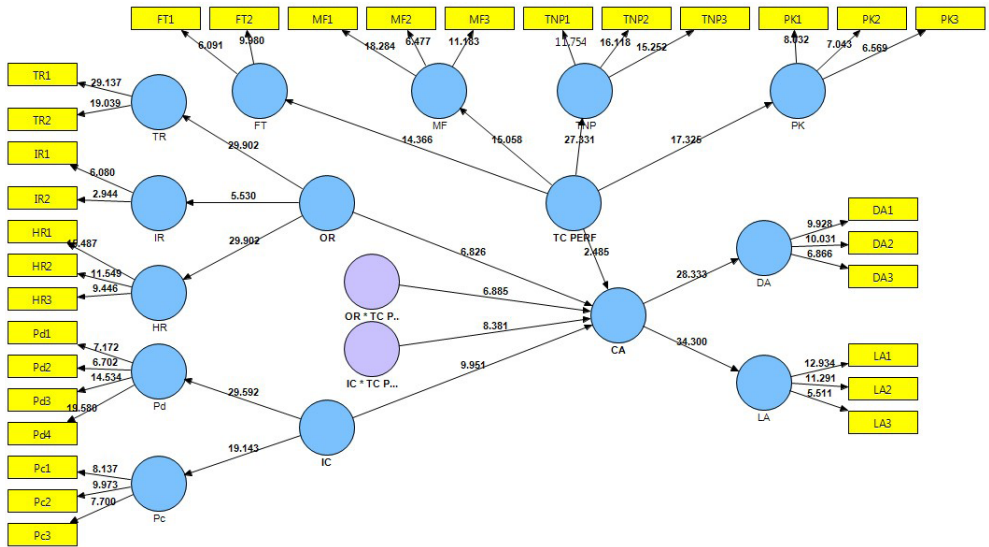 FT1 FT2 MF1 MF2 MF3 TNP1 TNP2 TNP3 PK1 PK2 PK3
6.091 9.980 18.284 6.477 11.183 11.754 16.118 15.252 8.032 7.043 6.569
TR1 29.137
TR2 19.039
TR FT MF TNP PK
29.902 14.366 15.058 27.331 17.325
IR1 6.080
IR2 2.944
IR 5.530 OR TC PERF
HR1 15.487
HR2 11.549
HR3 9.446
HR 29.902
6.826 2.485
DA1 9.928
DA2 10.031
DA3 6.866
DA 28.333
OR * TC P.. 6.885
IC * TC P... 8.381
CA
Pd1 7.172
Pd2 6.702
Pd3 14.534
Pd4 19.580
Pd 29.592
9.951 34.300
LA1 12.934
LA2 11.291
LA3 5.511
LA
IC
Pc1 8.137
Pc2 9.973
Pc3 7.700
Pc 19.143